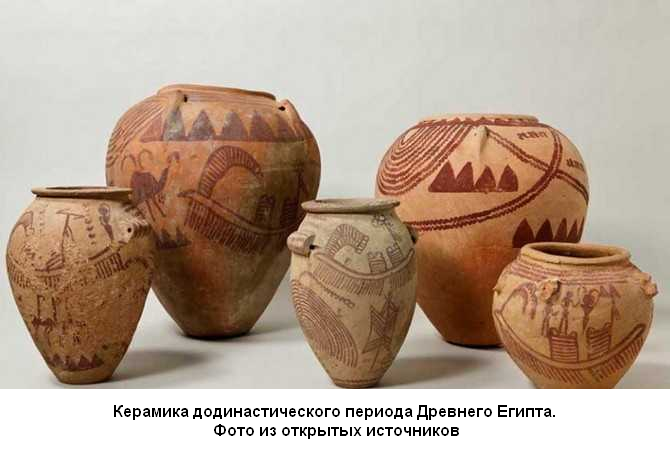 Керамика додинастического периода Древнего Египта.
Фото из открытых источников